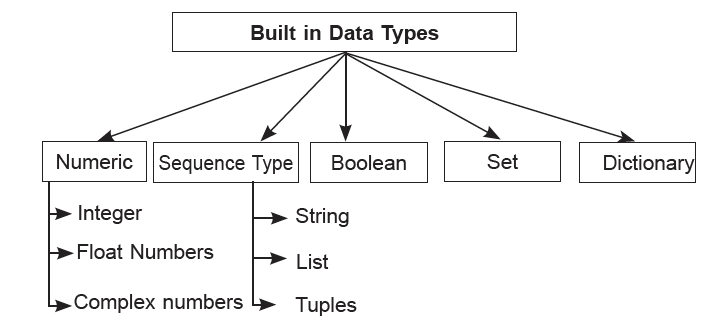 Built in Data Types
Numeric
Sequence Type
Boolean
Set
Dictionary
Integer
Float Numbers
Complex numbers
String
List
Tuples